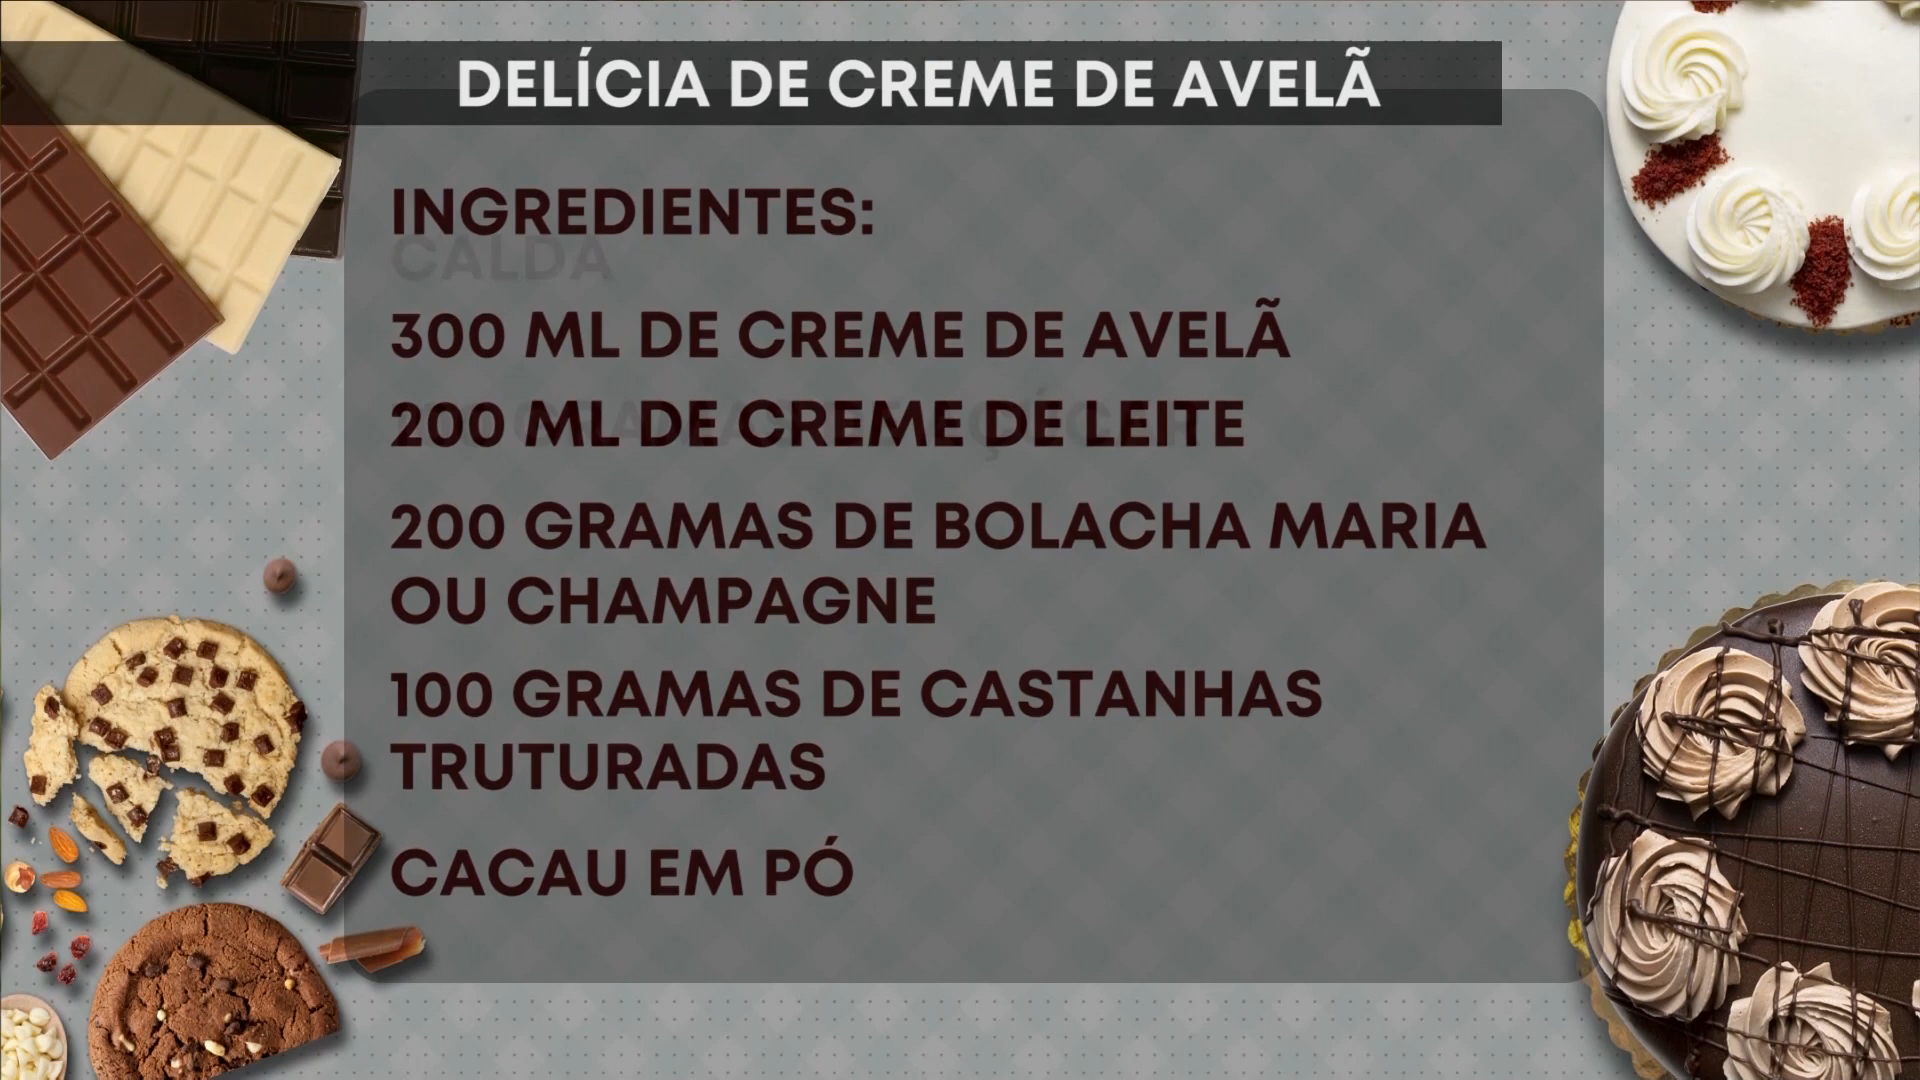 DELÍCIA DE CREME DE AVELÃ
INGREDIENTES:
CALDA
300 ML DE CREME DE AVELÃ
200 ML DE CREME DE LEITE
200 GRAMAS DE BOLACHA MARIA
OU CHAMPAGNE
100 GRAMAS DE CASTANHAS
TRUTURADAS
CACAU EM PÓ